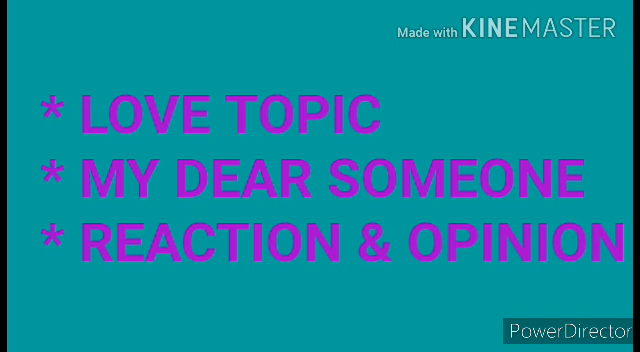 Made with KINEMASTER
* LOVE TOPIC
* MY DEAR SOMEONE
* REACTION & OPINION
PowerDirector